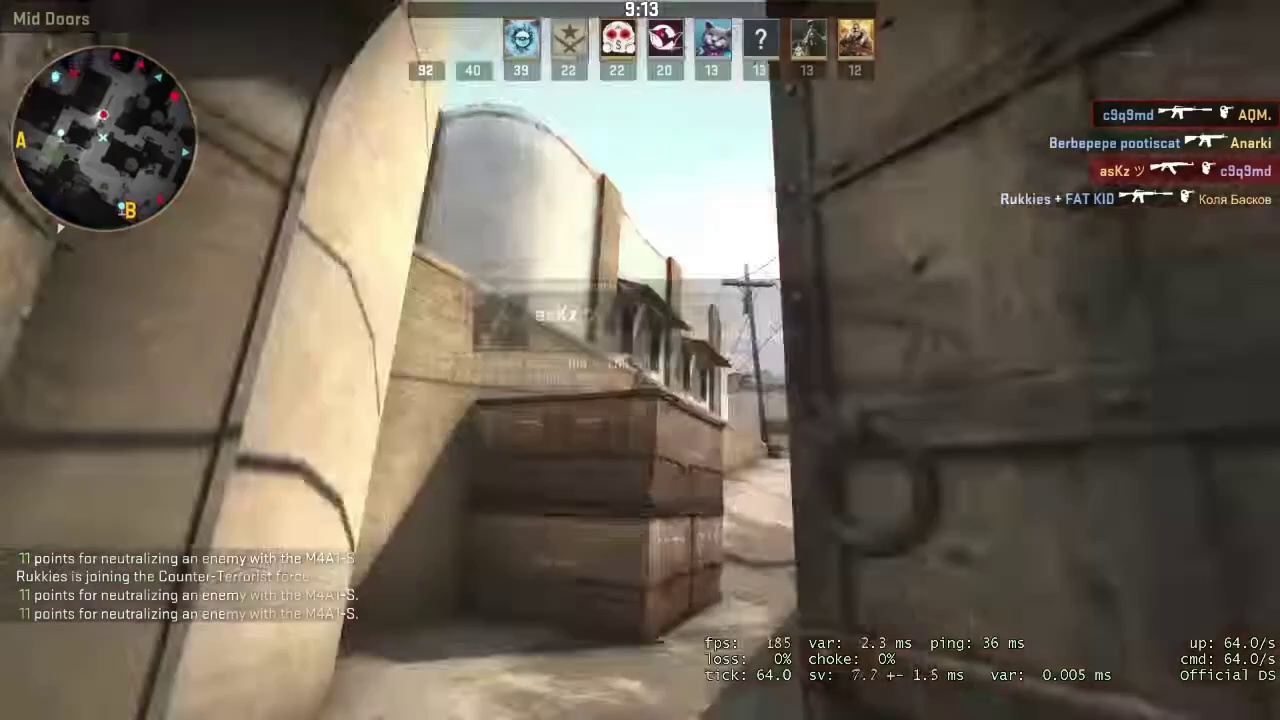 Mid Doors
9:13
92 40 39 22 22 20 13 13 13 12
?
A
B
c9q9md AQM.
Berbepepe pootiscat Anarki
asKz ツ c9q9md
Rukkies + FAT KID Коля Басков
asKz
11 points for neutralizing an enemy with the M4A1-S.
Rukkies is joining the Counter-Terrorist force.
11 points for neutralizing an enemy with the M4A1-S.
11 points for neutralizing an enemy with the M4A1-S.
fps: 185 var: 2.3 ms ping: 36 ms up: 64.0/s
loss: 0% choke: 0% cmd: 64.0/s
tick: 64.0 sv: 7.7 +- 1.5 ms var: 0.005 ms Official DS